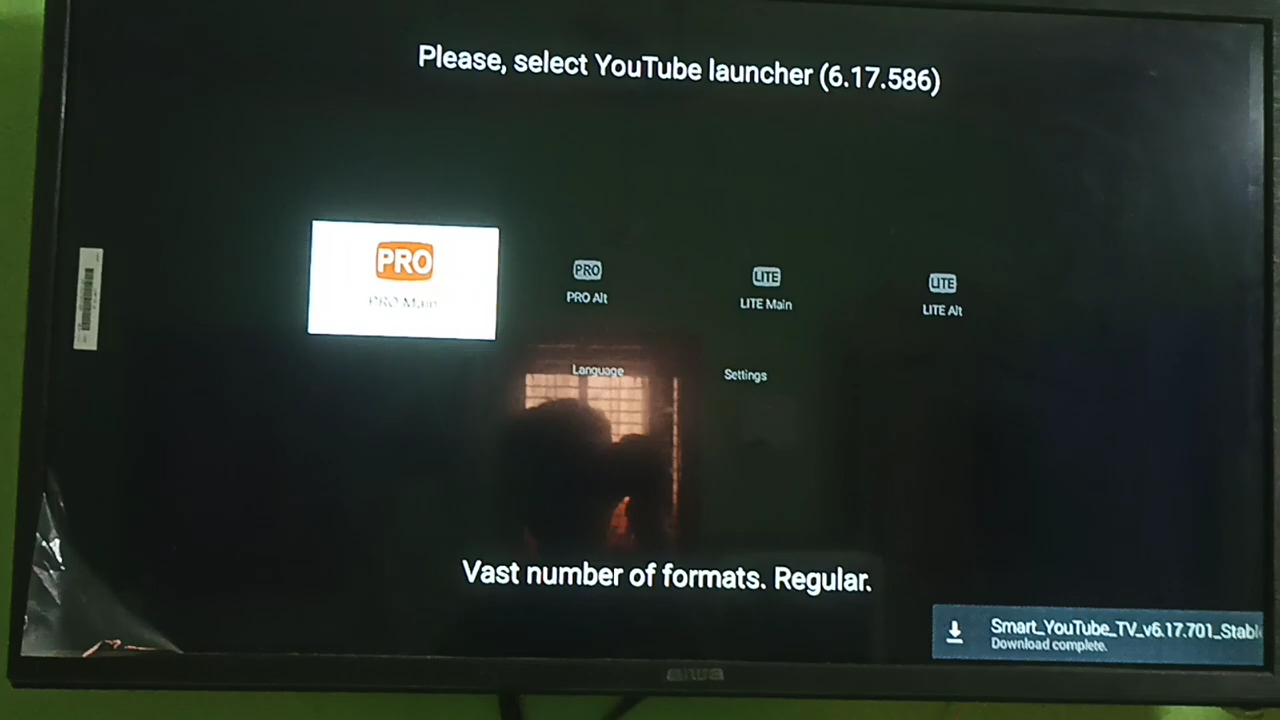 Please, select YouTube launcher (6.17.586)
PRO
PRO Main
PRO
PRO Alt
LITE
LITE Main
LITE
LITE Alt
Language
Settings
Vast number of formats. Regular.
Smart_YouTube_TV_v6.17.701_Stabl
Download complete.
aiwa